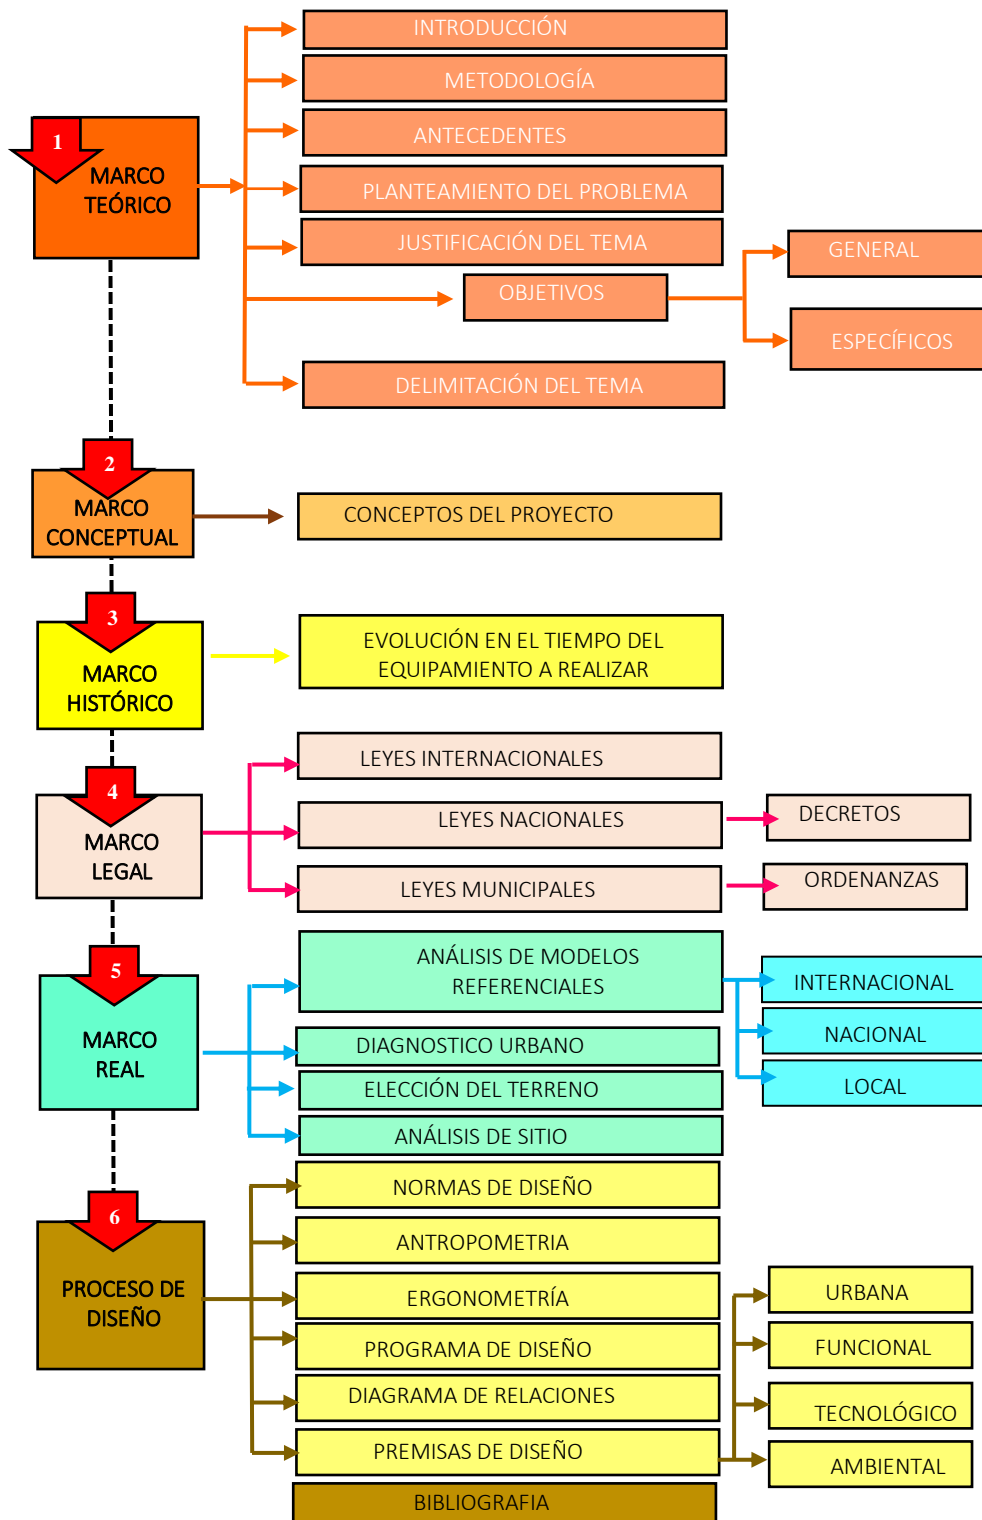 1
MARCO
TEÓRICO
INTRODUCCIÓN
METODOLOGÍA
ANTECEDENTES
PLANTEAMIENTO DEL PROBLEMA
JUSTIFICACIÓN DEL TEMA
OBJETIVOS
GENERAL
ESPECÍFICOS
DELIMITACIÓN DEL TEMA
2
MARCO
CONCEPTUAL
CONCEPTOS DEL PROYECTO
3
MARCO
HISTÓRICO
EVOLUCIÓN EN EL TIEMPO DEL
EQUIPAMIENTO A REALIZAR
4
MARCO
LEGAL
LEYES INTERNACIONALES
LEYES NACIONALES
DECRETOS
LEYES MUNICIPALES
ORDENANZAS
5
MARCO
REAL
ANÁLISIS DE MODELOS
REFERENCIALES
INTERNACIONAL
NACIONAL
LOCAL
DIAGNOSTICO URBANO
ELECCIÓN DEL TERRENO
ANÁLISIS DE SITIO
6
PROCESO DE
DISEÑO
NORMAS DE DISEÑO
ANTROPOMETRIA
ERGONOMETRÍA
PROGRAMA DE DISEÑO
DIAGRAMA DE RELACIONES
PREMISAS DE DISEÑO
URBANA
FUNCIONAL
TECNOLÓGICO
AMBIENTAL
BIBLIOGRAFIA